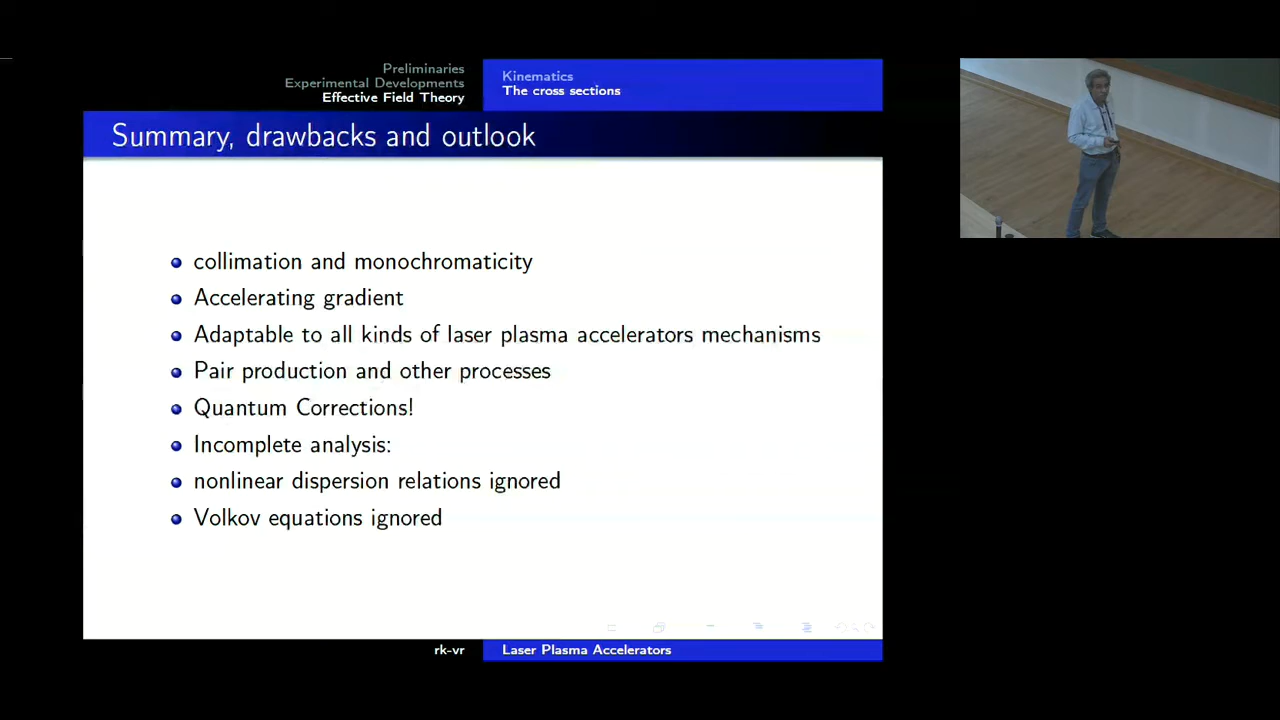 Preliminaries
Experimental Developments
Effective Field Theory
Kinematics
The cross sections
Summary, drawbacks and outlook
collimation and monochromaticity
Accelerating gradient
Adaptable to all kinds of laser plasma accelerators mechanisms
Pair production and other processes
Quantum Corrections!
Incomplete analysis:
nonlinear dispersion relations ignored
Volkov equations ignored
rk-vr
Laser Plasma Accelerators